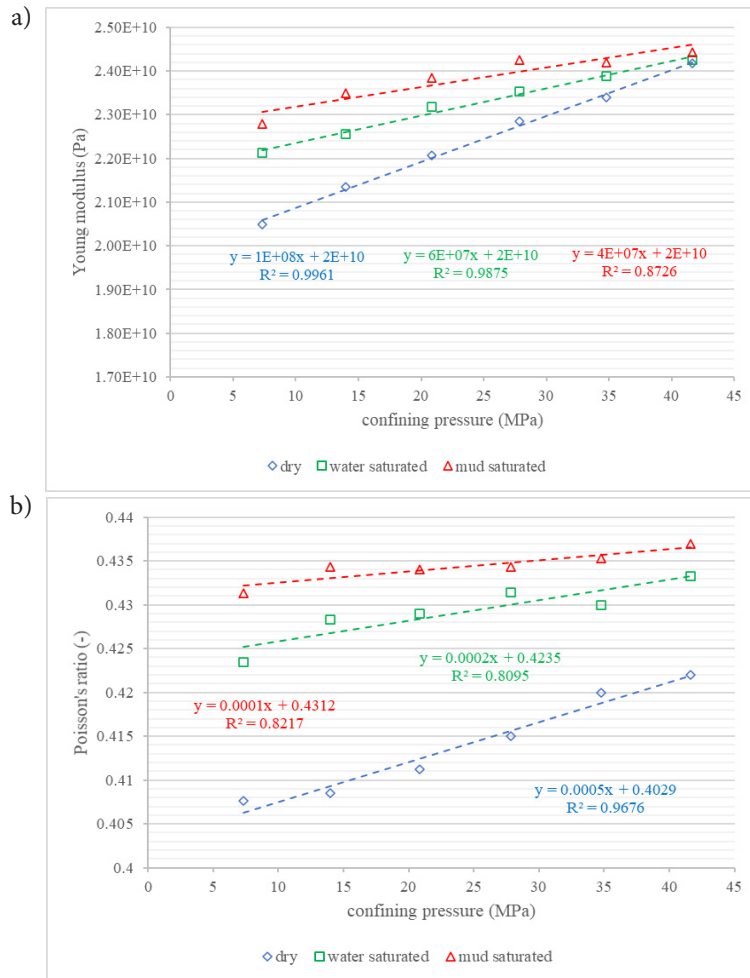 a)
2.50E+10
2.40E+10
2.30E+10
2.20E+10
2.10E+10
2.00E+10
1.90E+10
1.80E+10
1.70E+10
Young modulus (Pa)
y = 1E+08x + 2E+10
R² = 0.9961
y = 6E+07x + 2E+10
R² = 0.9875
y = 4E+07x + 2E+10
R² = 0.8726
0 5 10 15 20 25 30 35 40 45
confining pressure (MPa)
dry water saturated mud saturated
b)
0.44
0.435
0.43
0.425
0.42
0.415
0.41
0.405
0.4
Poisson's ratio (-)
y = 0.0002x + 0.4235
R² = 0.8095
y = 0.0001x + 0.4312
R² = 0.8217
y = 0.0005x + 0.4029
R² = 0.9676
0 5 10 15 20 25 30 35 40 45
confining pressure (MPa)
dry water saturated mud saturated